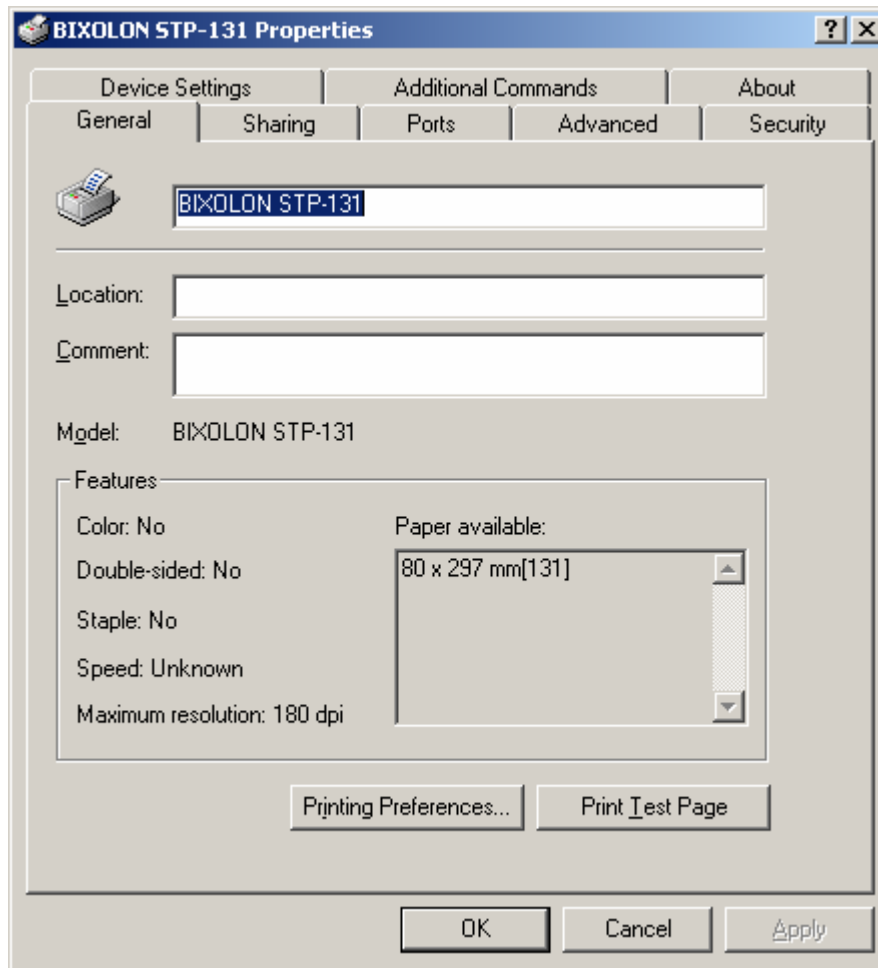 BIXOLON STP-131 Properties
Device Settings Additional Commands About
General Sharing Ports Advanced Security
BIXOLON STP-131
Location:
Comment:
Model: BIXOLON STP-131
Features
Color: No
Double-sided: No
Staple: No
Speed: Unknown
Maximum resolution: 180 dpi
Paper available:
80 x 297 mm[131]
Printing Preferences... Print Test Page
OK Cancel Apply